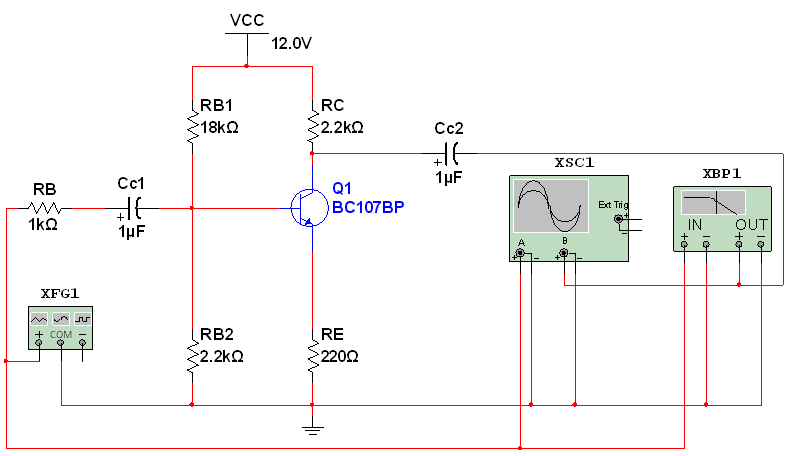 VCC
12.0V
RB1
18kΩ
RC
2.2kΩ
Cc2
+
1µF
XSC1
XBP1
RB
1kΩ
Cc1
+
1µF
Q1
BC107BP
Ext Trig
+
−
A
B
+ − + −
IN OUT
+ − + −
XFG1
+ COM −
RB2
2.2kΩ
RE
220Ω